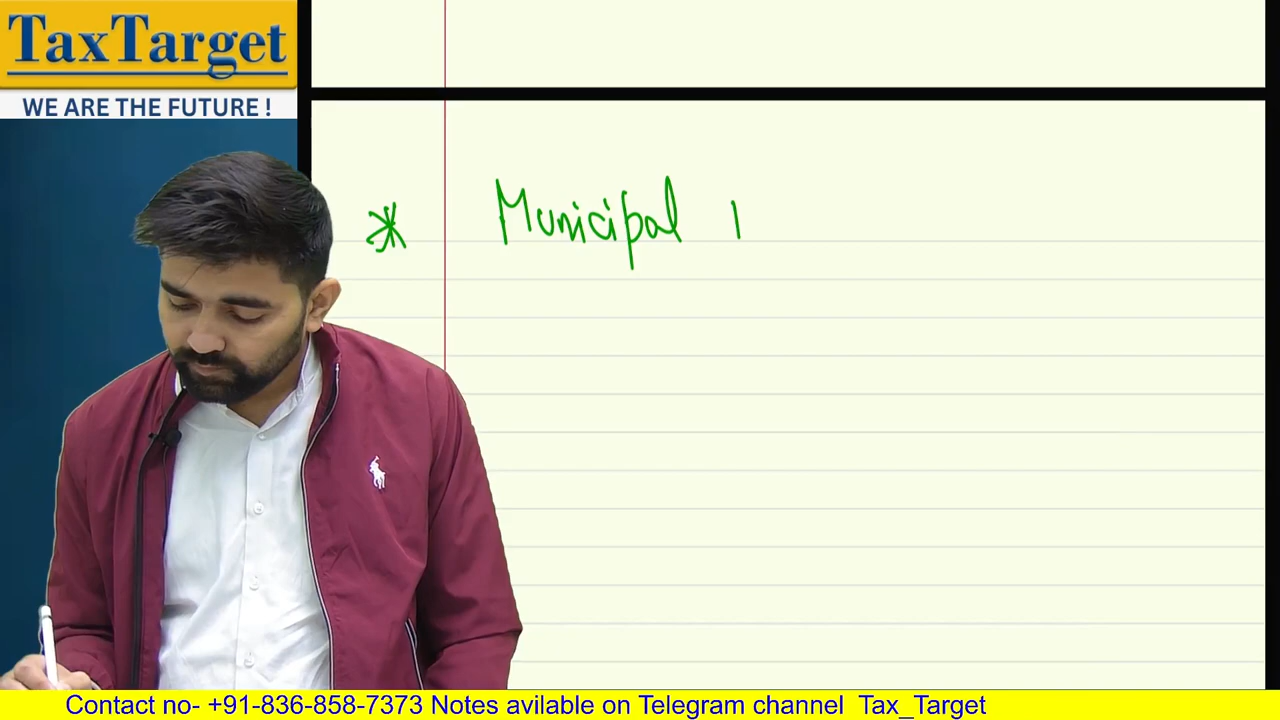 TaxTarget
WE ARE THE FUTURE !
* Municipal
Contact no- +91-836-858-7373 Notes avilable on Telegram channel Tax_Target